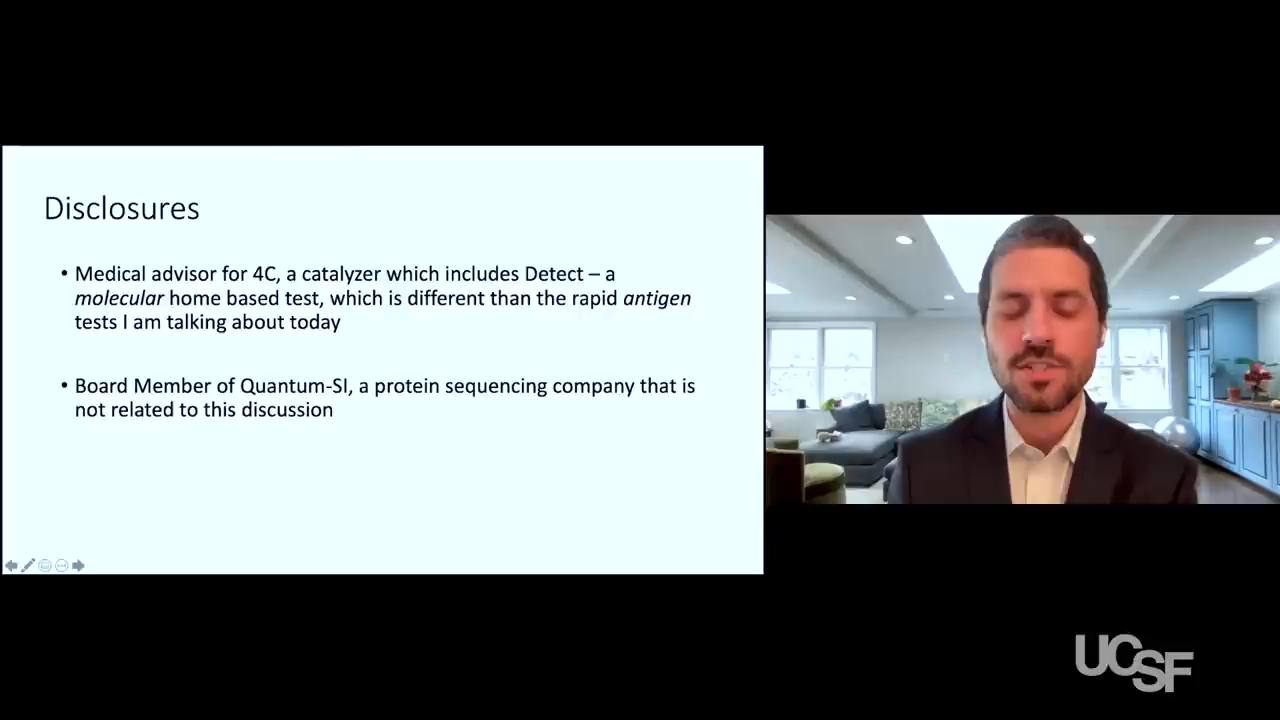 Disclosures
• Medical advisor for 4C, a catalyzer which includes Detect – a
molecular home based test, which is different than the rapid antigen
tests I am talking about today
• Board Member of Quantum-SI, a protein sequencing company that is
not related to this discussion
UCSF